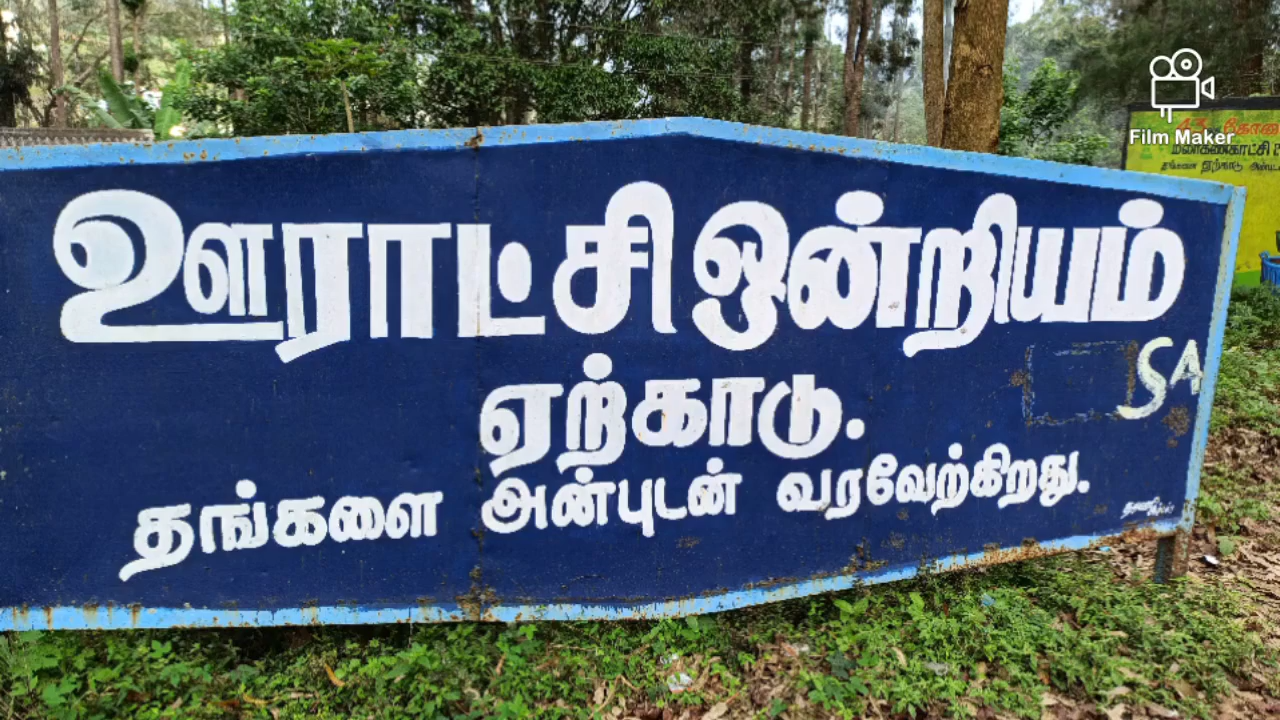 ஊராட்சி ஒன்றியம்
ஏற்காடு.
தங்களை அன்புடன் வரவேற்கிறது.
SA
Film Maker